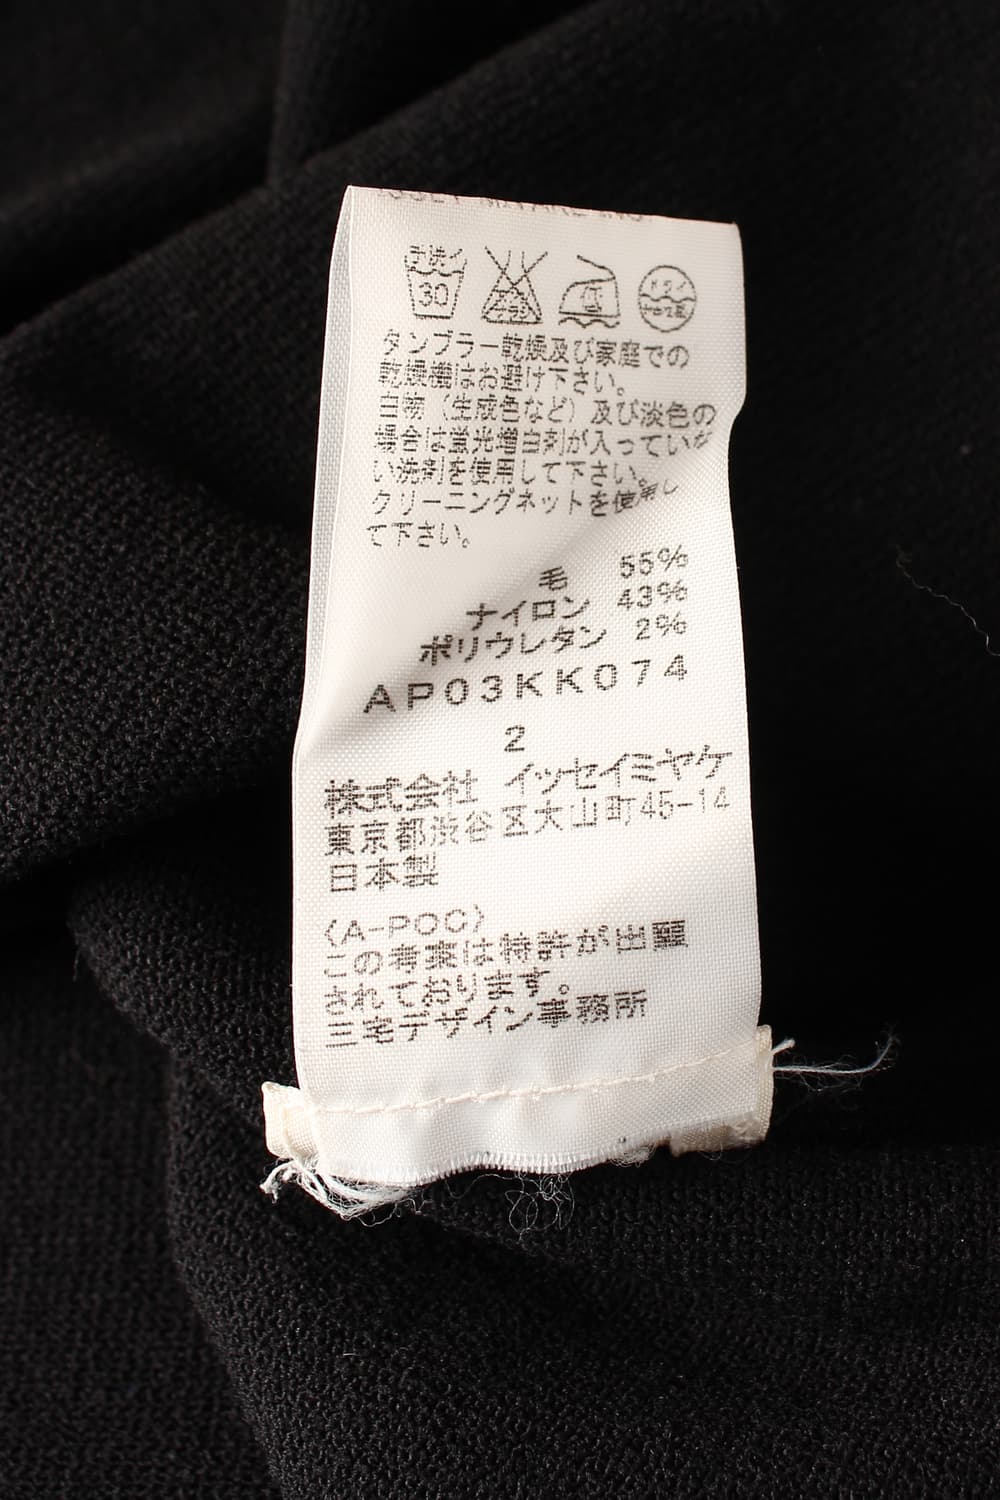 手洗イ
30
ドライ
タンブラー乾燥及び家庭での
乾燥機はお避け下さい。
白物（生成色など）及び淡色の
場合は蛍光増白剤が入っていな
い洗剤を使用して下さい。
クリーニングネットを使用し
て下さい。
毛 55%
ナイロン 43%
ポリウレタン 2%
AP03KK074
2
株式会社 イッセイミヤケ
東京都渋谷区大山町45-14
日本製
〈A-POC〉
この考案は特許が出願
されております。
三宅デザイン事務所